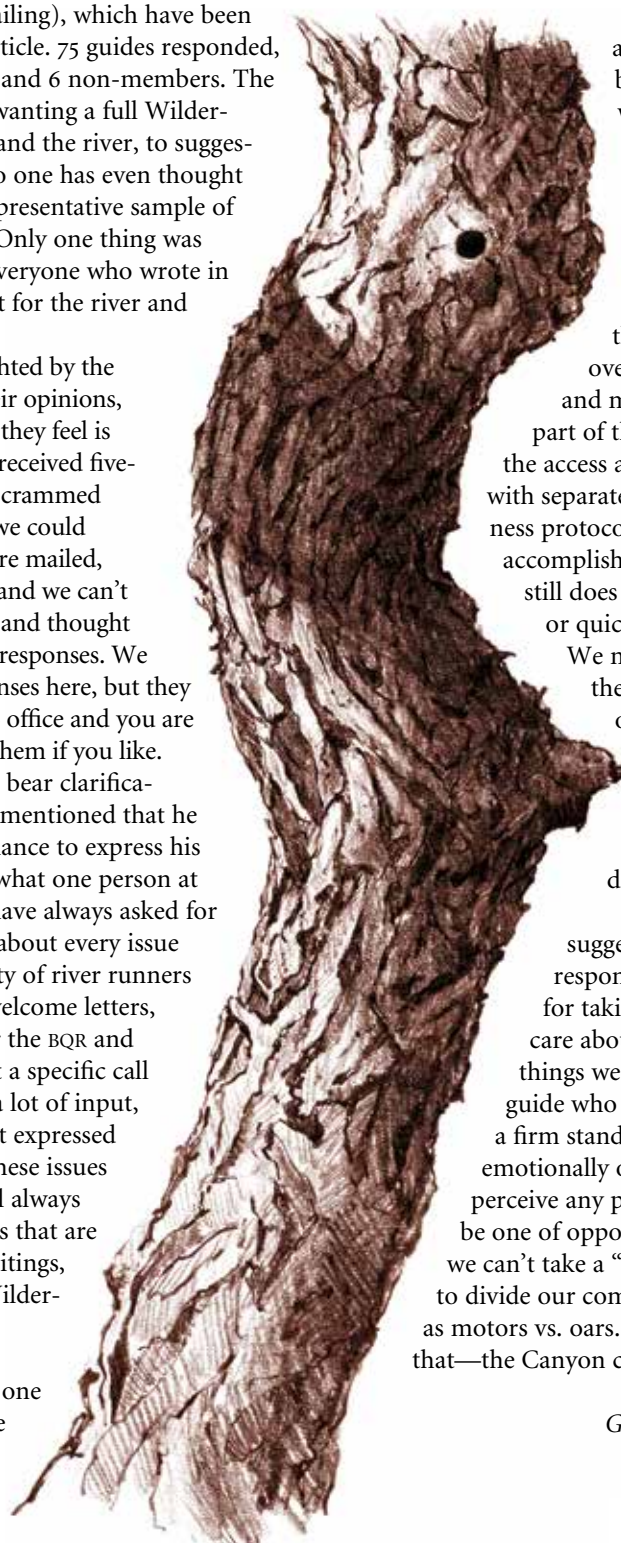 ailing), which have been
ticle. 75 guides responded,
and 6 non-members. The
wanting a full Wilder-
and the river, to sugges-
o one has even thought
presentative sample of
Only one thing was
veryone who wrote in
t for the river and
hted by the
ir opinions,
they feel is
received five-
crammed
we could
re mailed,
and we can't
and thought
responses. We
nses here, but they
office and you are
hem if you like.
bear clarifica-
mentioned that he
ance to express his
what one person at
have always asked for
about every issue
ty of river runners
welcome letters,
the BQR and
t a specific call
a lot of input,
t expressed
hese issues
l always
s that are
itings,
Wilder-
one
e
a
b
t
ove
and m
part of th
the access a
with separate
ness protoco
accomplish
still does
or quic
We n
the
d
sugge
respon
for taki
care abou
things we
guide who
a firm stand
emotionally o
perceive any p
be one of oppo
we can't take a "
to divide our com
as motors vs. oars.
that—the Canyon c
G